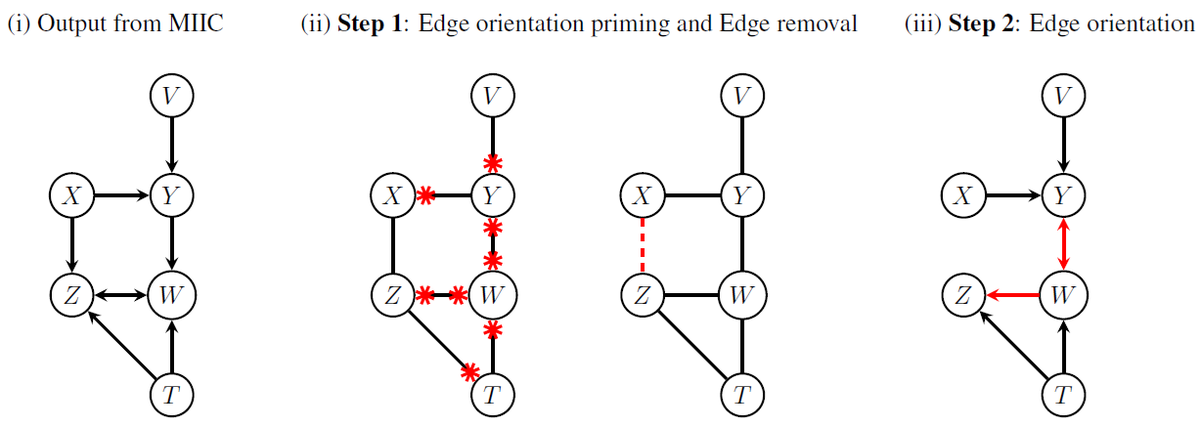 (i) Output from MIIC
(ii) Step 1: Edge orientation priming and Edge removal
(iii) Step 2: Edge orientation
V
X
Y
Z
W
T
V
X
Y
Z
W
T
V
X
Y
Z
W
T
V
X
Y
Z
W
T